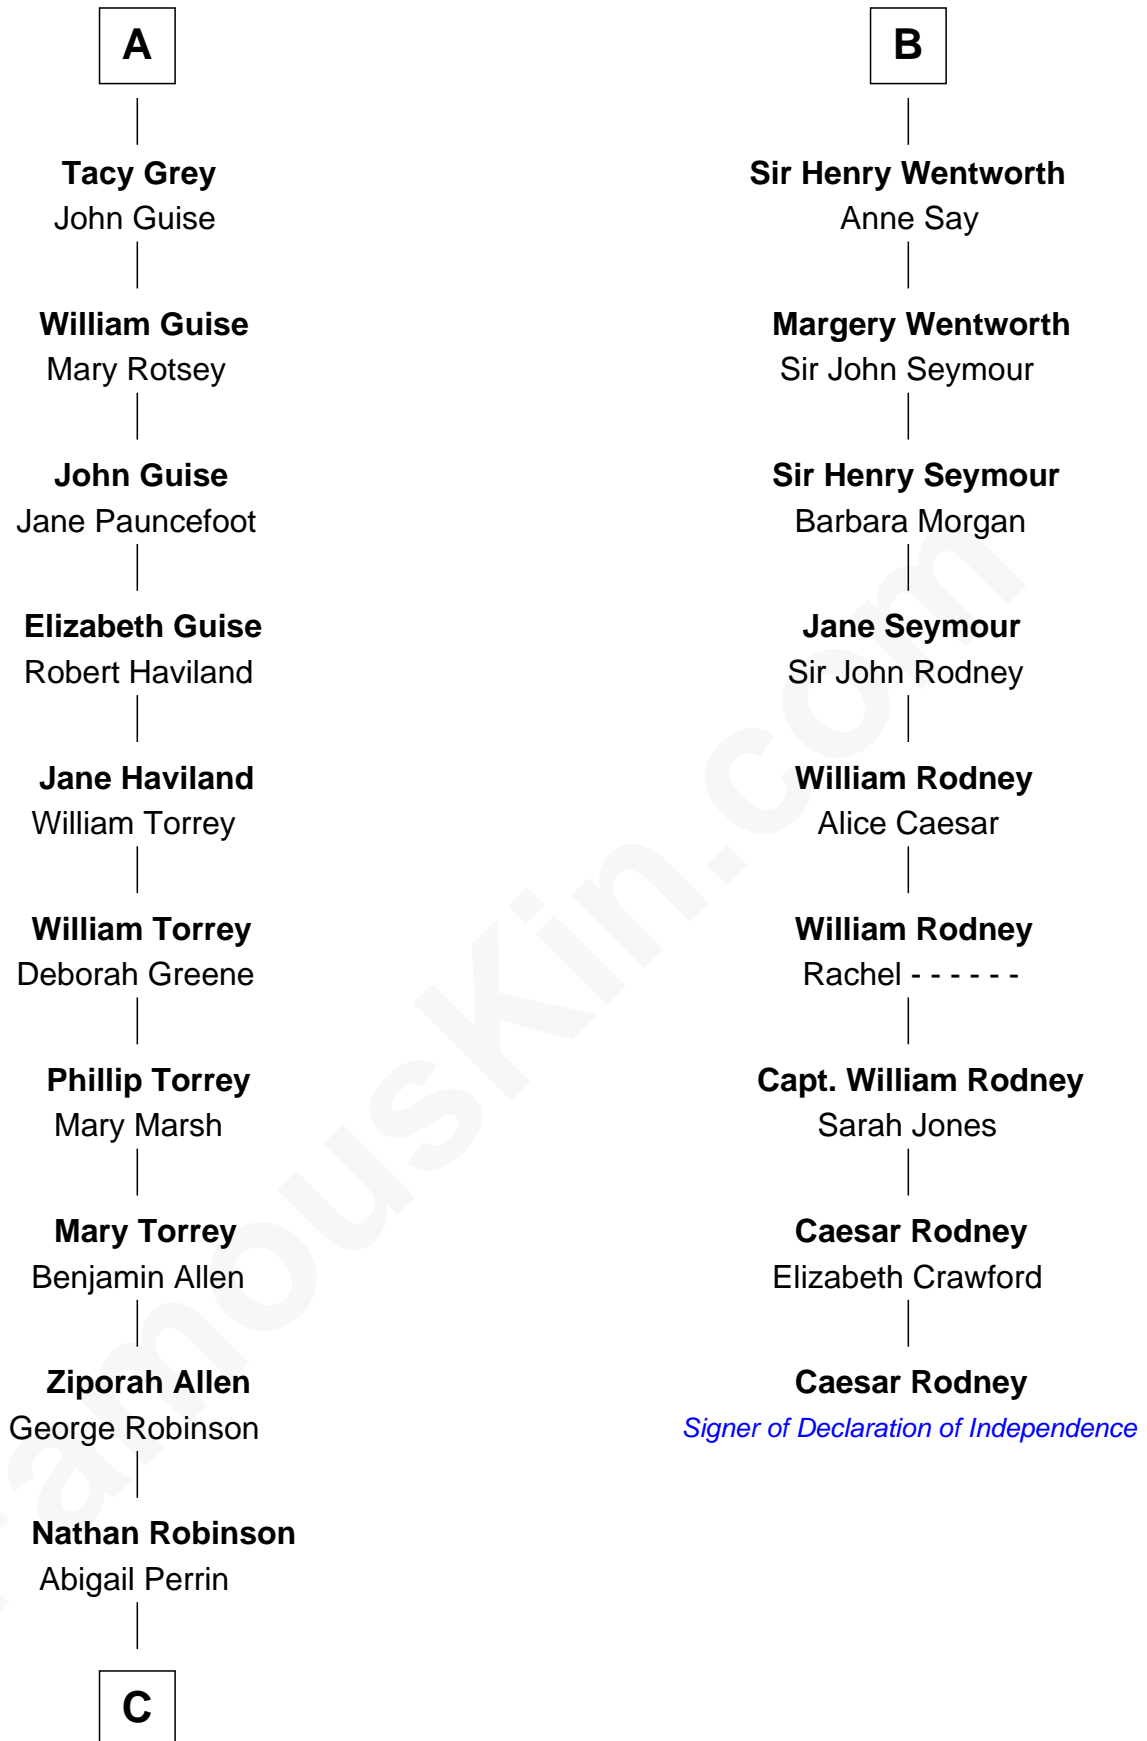 A
Tacy Grey
John Guise
William Guise
Mary Rotsey
John Guise
Jane Pauncefoot
Elizabeth Guise
Robert Haviland
Jane Haviland
William Torrey
William Torrey
Deborah Greene
Phillip Torrey
Mary Marsh
Mary Torrey
Benjamin Allen
Ziporah Allen
George Robinson
Nathan Robinson
Abigail Perrin
C
B
Sir Henry Wentworth
Anne Say
Margery Wentworth
Sir John Seymour
Sir Henry Seymour
Barbara Morgan
Jane Seymour
Sir John Rodney
William Rodney
Alice Caesar
William Rodney
Rachel - - - - - -
Capt. William Rodney
Sarah Jones
Caesar Rodney
Elizabeth Crawford
Caesar Rodney
Signer of Declaration of Independence
FamousKin.com